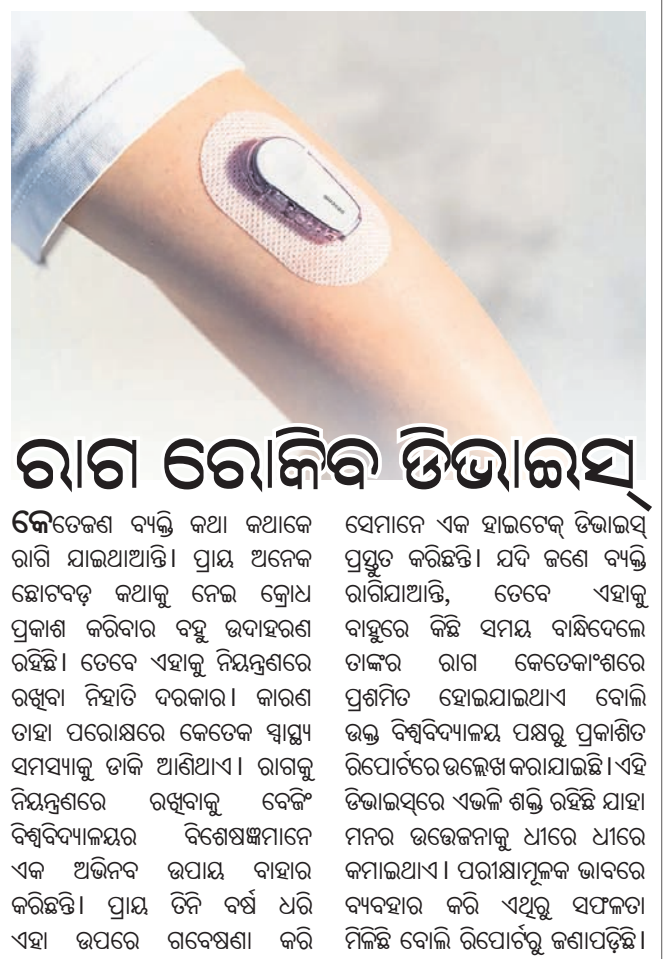 ରାଗ ରୋକିବ ଡିଭାଇସ୍
କେତେଜଣ ବ୍ୟକ୍ତି କଥା କଥାକେ
ରାଗି ଯାଇଥାଆନ୍ତି। ପ୍ରାୟ ଅନେକ
ଛୋଟବଡ଼ କଥାକୁ ନେଇ କ୍ରୋଧ
ପ୍ରକାଶ କରିବାର ବହୁ ଉଦାହରଣ
ରହିଛି। ତେବେ ଏହାକୁ ନିୟନ୍ତ୍ରଣରେ
ରଖିବା ନିହାତି ଦରକାର। କାରଣ
ତାହା ପରୋକ୍ଷରେ କେତେକ ସ୍ୱାସ୍ଥ୍ୟ
ସମସ୍ୟାକୁ ଡାକି ଆଣିଥାଏ। ରାଗକୁ
ନିୟନ୍ତ୍ରଣରେ ରଖିବାକୁ ବେଜିଂ
ବିଶ୍ୱବିଦ୍ୟାଳୟର ବିଶେଷଜ୍ଞମାନେ
ଏକ ଅଭିନବ ଉପାୟ ବାହାର
କରିଛନ୍ତି। ପ୍ରାୟ ତିନି ବର୍ଷ ଧରି
ଏହା ଉପରେ ଗବେଷଣା କରି
ସେମାନେ ଏକ ହାଇଟେକ୍ ଡିଭାଇସ୍
ପ୍ରସ୍ତୁତ କରିଛନ୍ତି। ଯଦି ଜଣେ ବ୍ୟକ୍ତି
ରାଗିଯାଆନ୍ତି, ତେବେ ଏହାକୁ
ବାହୁରେ କିଛି ସମୟ ବାନ୍ଧିଦେଲେ
ତାଙ୍କର ରାଗ କେତେକାଂଶରେ
ପ୍ରଶମିତ ହୋଇଯାଇଥାଏ ବୋଲି
ଉକ୍ତ ବିଶ୍ୱବିଦ୍ୟାଳୟ ପକ୍ଷରୁ ପ୍ରକାଶିତ
ରିପୋର୍ଟରେ ଉଲ୍ଲେଖ କରାଯାଇଛି। ଏହି
ଡିଭାଇସ୍‌ରେ ଏଭଳି ଶକ୍ତି ରହିଛି ଯାହା
ମନର ଉତ୍ତେଜନାକୁ ଧୀରେ ଧୀରେ
କମାଇଥାଏ। ପରୀକ୍ଷାମୂଳକ ଭାବରେ
ବ୍ୟବହାର କରି ଏଥିରୁ ସଫଳତା
ମିଳିଛି ବୋଲି ରିପୋର୍ଟରୁ ଜଣାପଡ଼ିଛି।